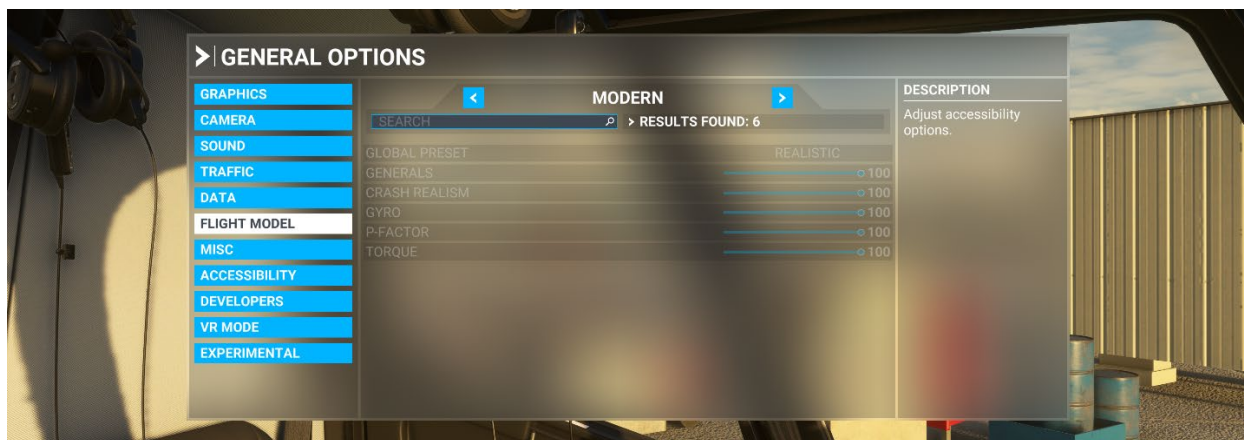 GENERAL OPTIONS
GRAPHICS
CAMERA
SOUND
TRAFFIC
DATA
FLIGHT MODEL
MISC
ACCESSIBILITY
DEVELOPERS
VR MODE
EXPERIMENTAL
< MODERN >
SEARCH > RESULTS FOUND: 6
GLOBAL PRESET REALISTIC
GENERALS 100
CRASH REALISM 100
GYRO 100
P-FACTOR 100
TORQUE 100
DESCRIPTION
Adjust accessibility
options.